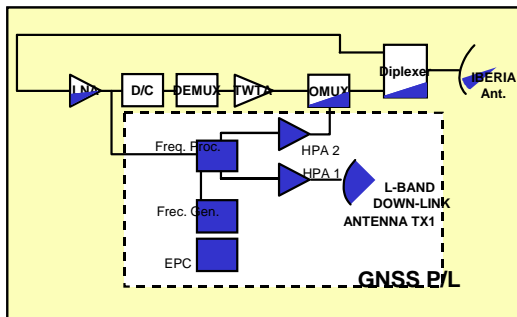 Diplexer
IBERIA
Ant.
LNA
D/C
DEMUX
TWTA
OMUX
Freq. Proc.
HPA 2
HPA 1
L-BAND
DOWN-LINK
ANTENNA TX1
Frec. Gen.
EPC
GNSS P/L